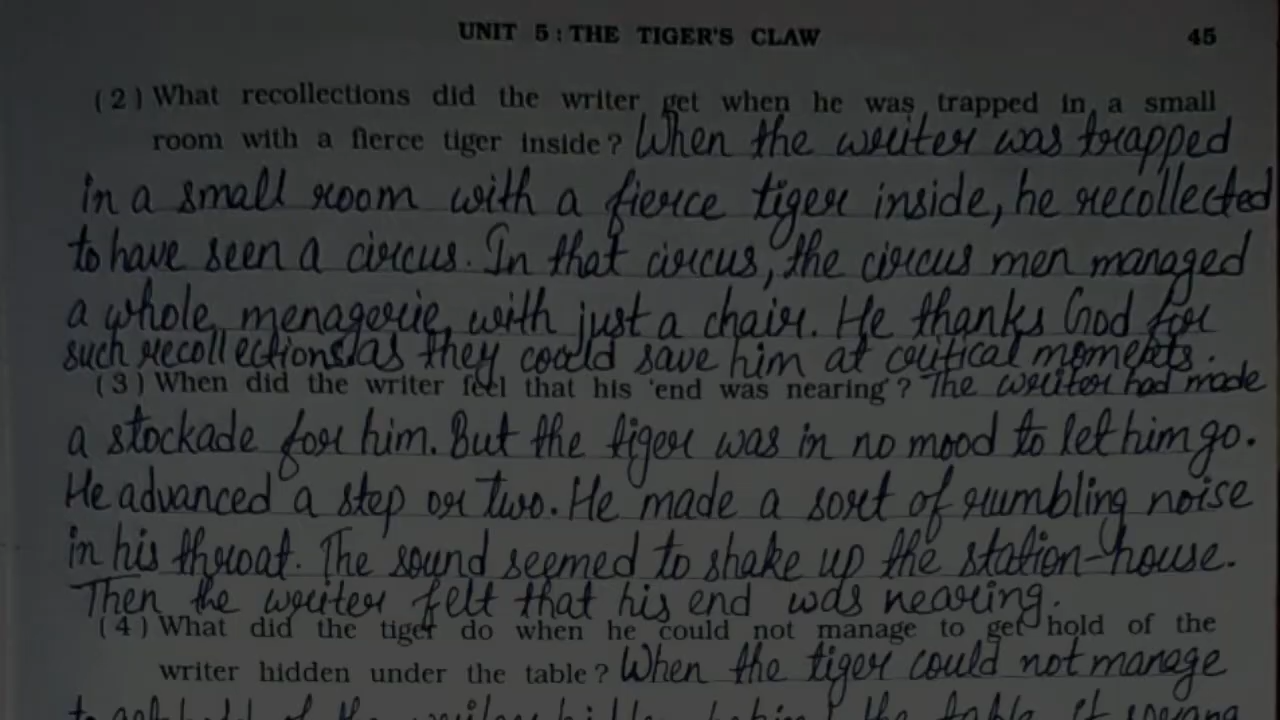 UNIT 5 : THE TIGER'S CLAW 45
(2) What recollections did the writer get when he was trapped in a small
room with a fierce tiger inside? When the writer was trapped
in a small room with a fierce tiger inside, he recollected
to have seen a circus. In that circus, the circus men managed
a whole menagerie with just a chair. He thanks God for
such recollections as they could save him at critical moments.
(3) When did the writer feel that his 'end was nearing'? The writer had made
a stockade for him. But the tiger was in no mood to let him go.
He advanced a step or two. He made a sort of rumbling noise
in his throat. The sound seemed to shake up the station-house.
Then the writer felt that his end was nearing.
(4) What did the tiger do when he could not manage to get hold of the
writer hidden under the table? When the tiger could not manage
the table, it sprang